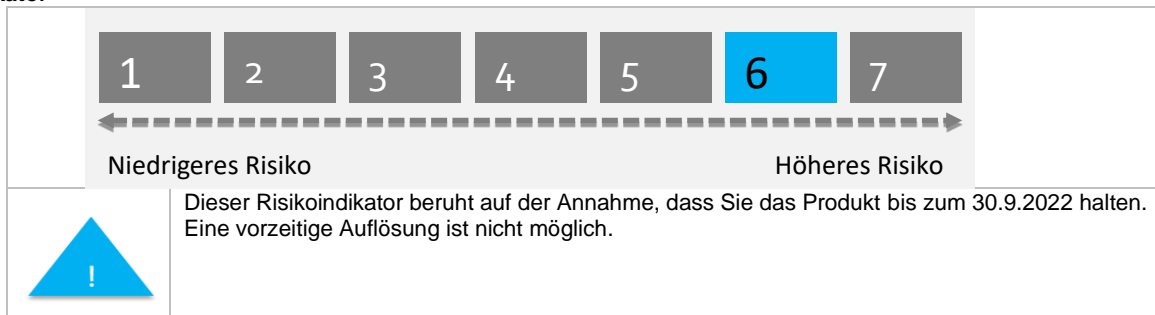 1 2 3 4 5 6 7
Niedrigeres Risiko Höheres Risiko
Dieser Risikoindikator beruht auf der Annahme, dass Sie das Produkt bis zum 30.9.2022 halten.
Eine vorzeitige Auflösung ist nicht möglich.
!